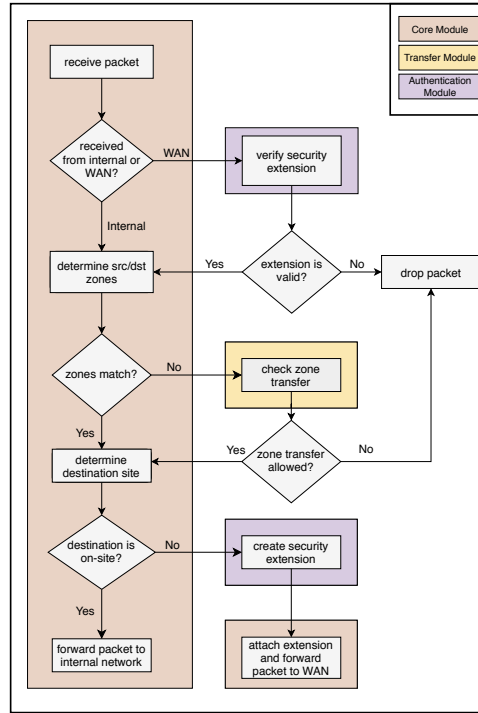 Core Module
Transfer Module
Authentication
Module
receive packet
received
from internal or
WAN?
WAN
verify security
extension
Internal
determine src/dst
zones
Yes
extension is
valid?
No
drop packet
zones match?
No
check zone
transfer
Yes
determine
destination site
Yes
zone transfer
allowed?
No
destination is
on-site?
No
create security
extension
Yes
forward packet to
internal network
attach extension
and forward
packet to WAN